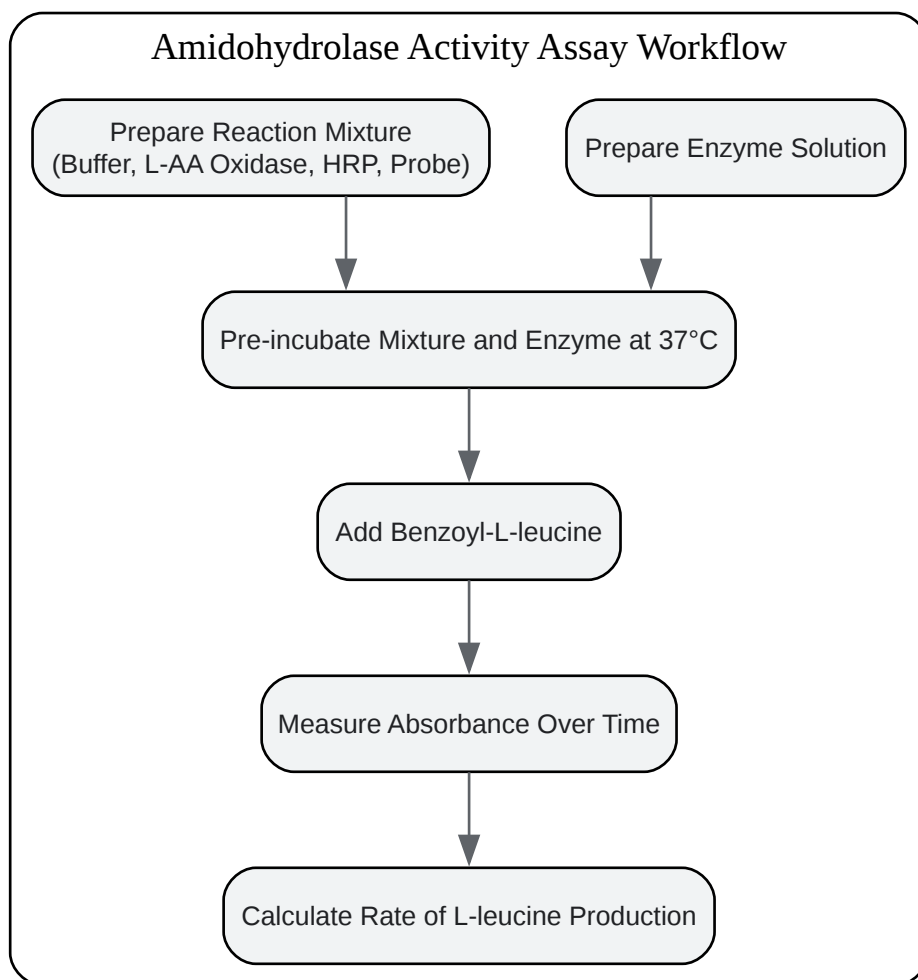 Amidohydrolase Activity Assay Workflow
Prepare Reaction Mixture
(Buffer, L-AA Oxidase, HRP, Probe)
Prepare Enzyme Solution
Pre-incubate Mixture and Enzyme at 37°C
Add Benzoyl-L-leucine
Measure Absorbance Over Time
Calculate Rate of L-leucine Production